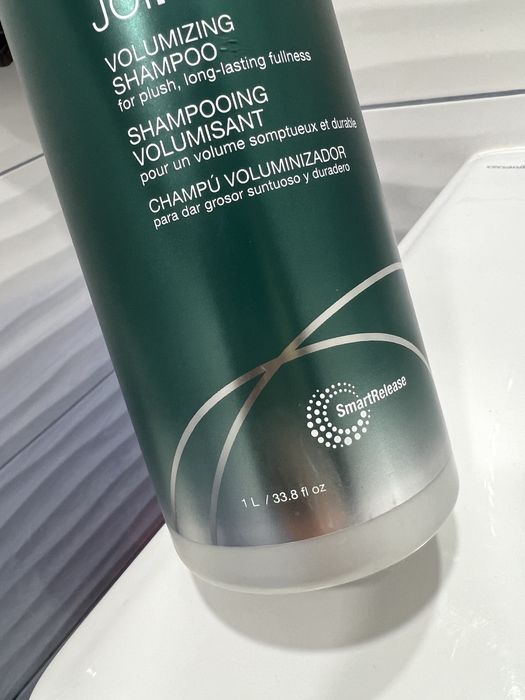 VOLUMIZING
SHAMPOO
for plush, long-lasting fullness
SHAMPOOING
VOLUMISANT
pour un volume somptueux et durable
CHAMPÚ VOLUMINIZADOR
para dar grosor suntuoso y duradero
SmartRelease
1 L / 33.8 fl oz